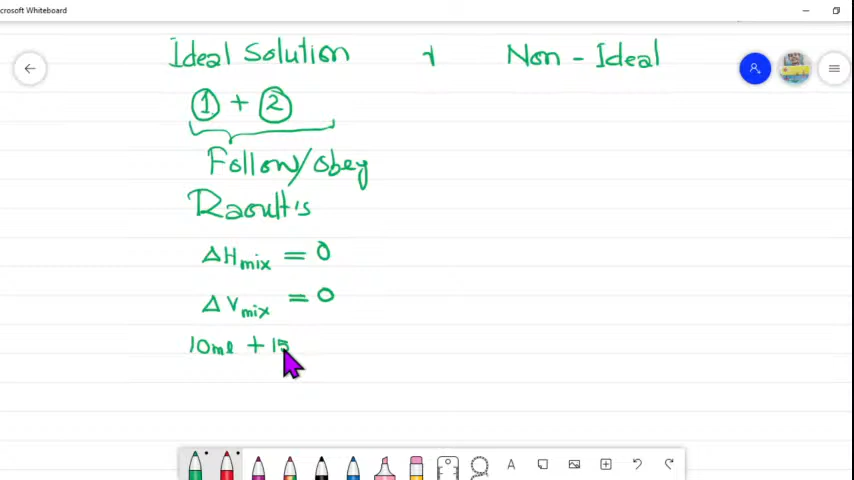 crosoft Whiteboard
Ideal Solution + Non - Ideal
1 + 2
Follow/obey
Raoult's
ΔHmix = 0
ΔVmix = 0
10ml + 15
A